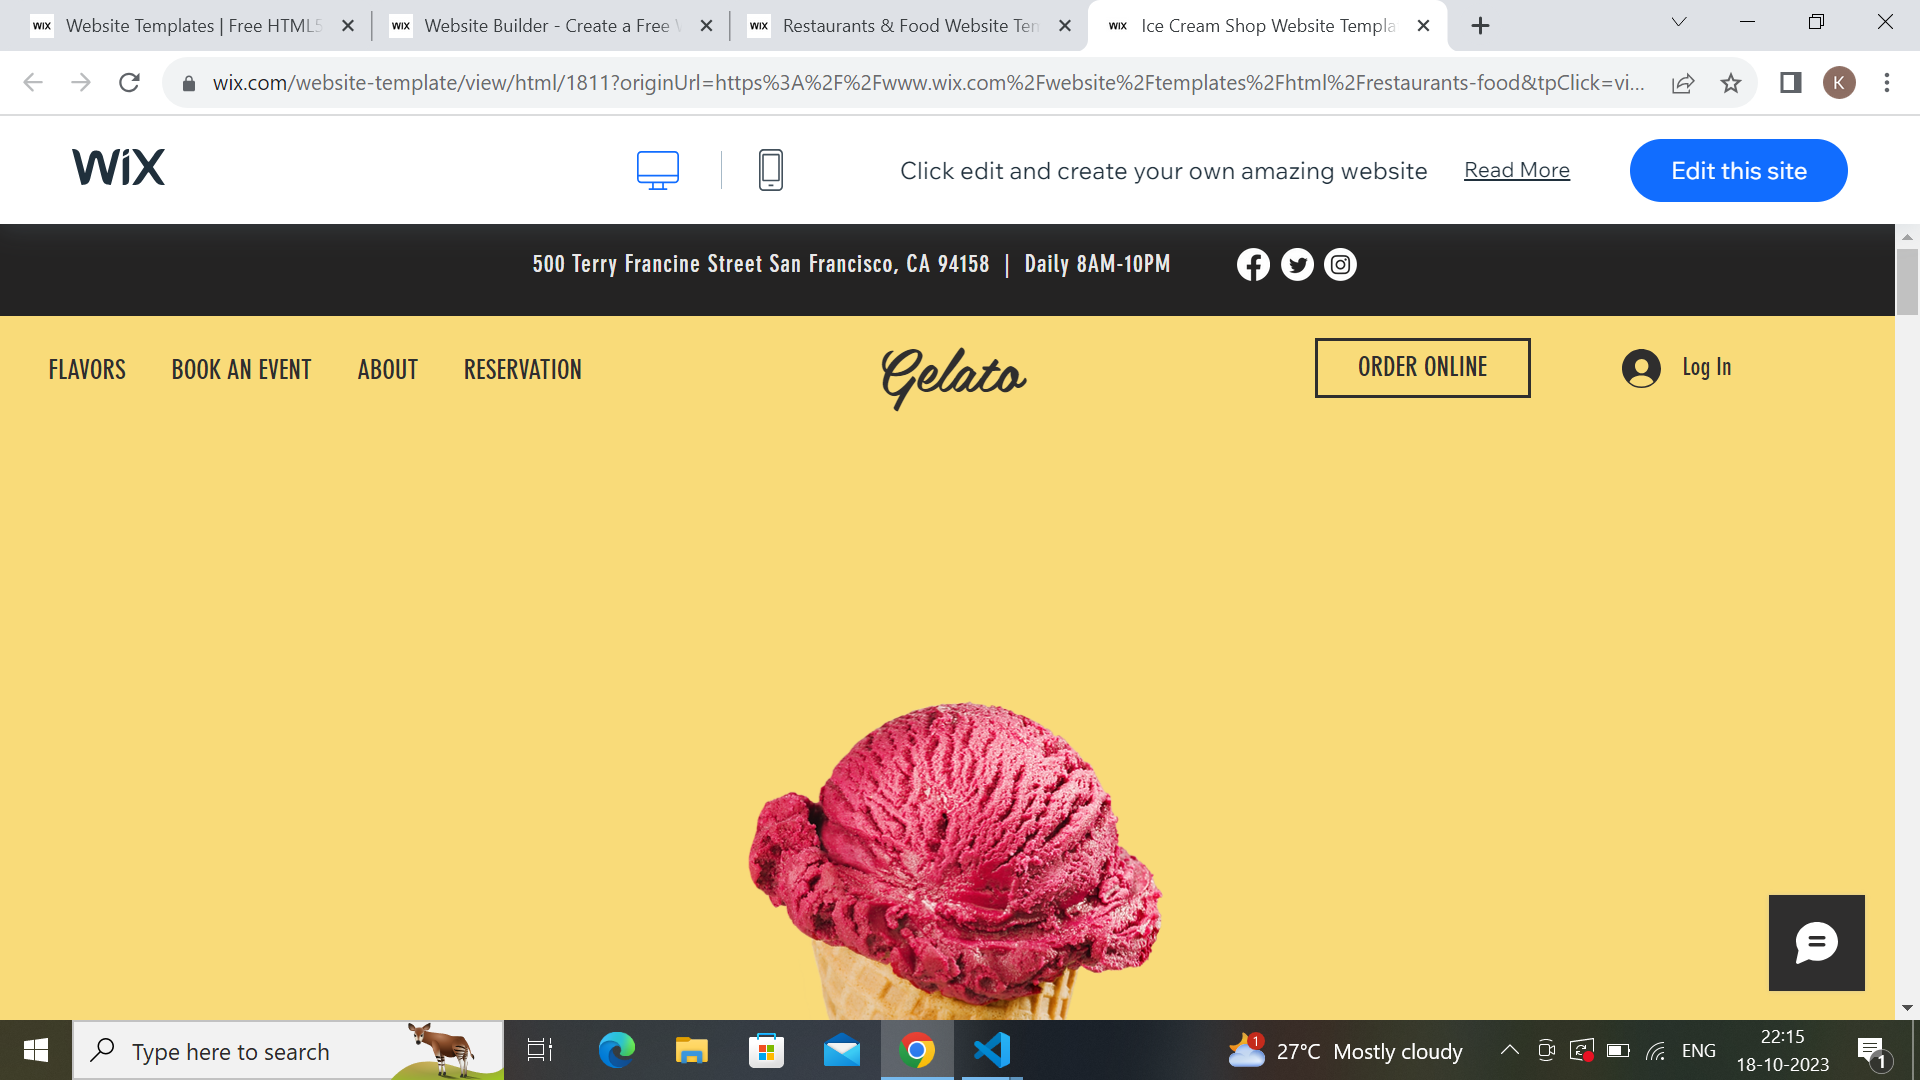 WIX Website Templates | Free HTML5
WIX Website Builder - Create a Free
WIX Restaurants & Food Website Ten
WIX Ice Cream Shop Website Templa
wix.com/website-template/view/html/1811?originUrl=https%3A%2F%2Fwww.wix.com%2Fwebsite%2Ftemplates%2Fhtml%2Frestaurants-food&tpClick=vi...
K
WiX
Click edit and create your own amazing website
Read More
Edit this site
500 Terry Francine Street San Francisco, CA 94158 | Daily 8AM-10PM
FLAVORS
BOOK AN EVENT
ABOUT
RESERVATION
Gelato
ORDER ONLINE
Log In
Type here to search
1
27°C Mostly cloudy
ENG
22:15
18-10-2023
1